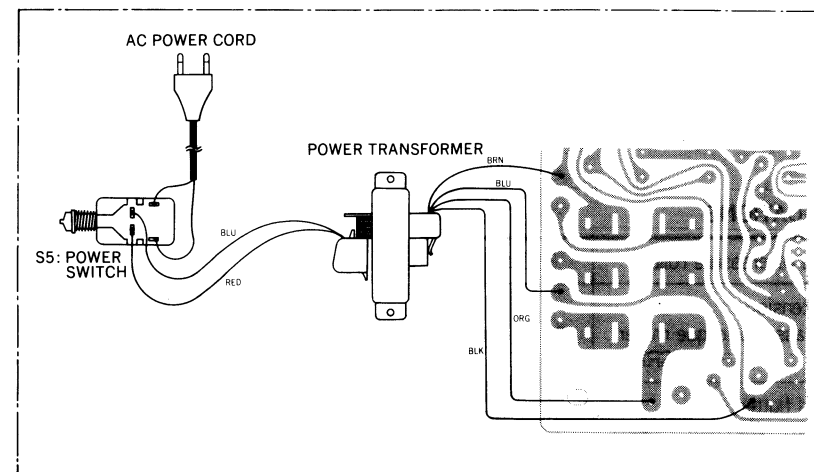 AC POWER CORD
POWER TRANSFORMER
BRN
BLU
BLU
S5: POWER
SWITCH
RED
ORG
BLK